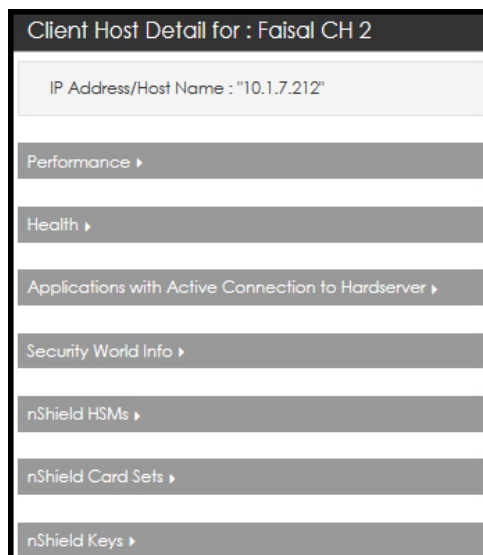 Client Host Detail for : Faisal CH 2
IP Address/Host Name : "10.1.7.212"
Performance
Health
Applications with Active Connection to Hardserver
Security World Info
nShield HSMs
nShield Card Sets
nShield Keys